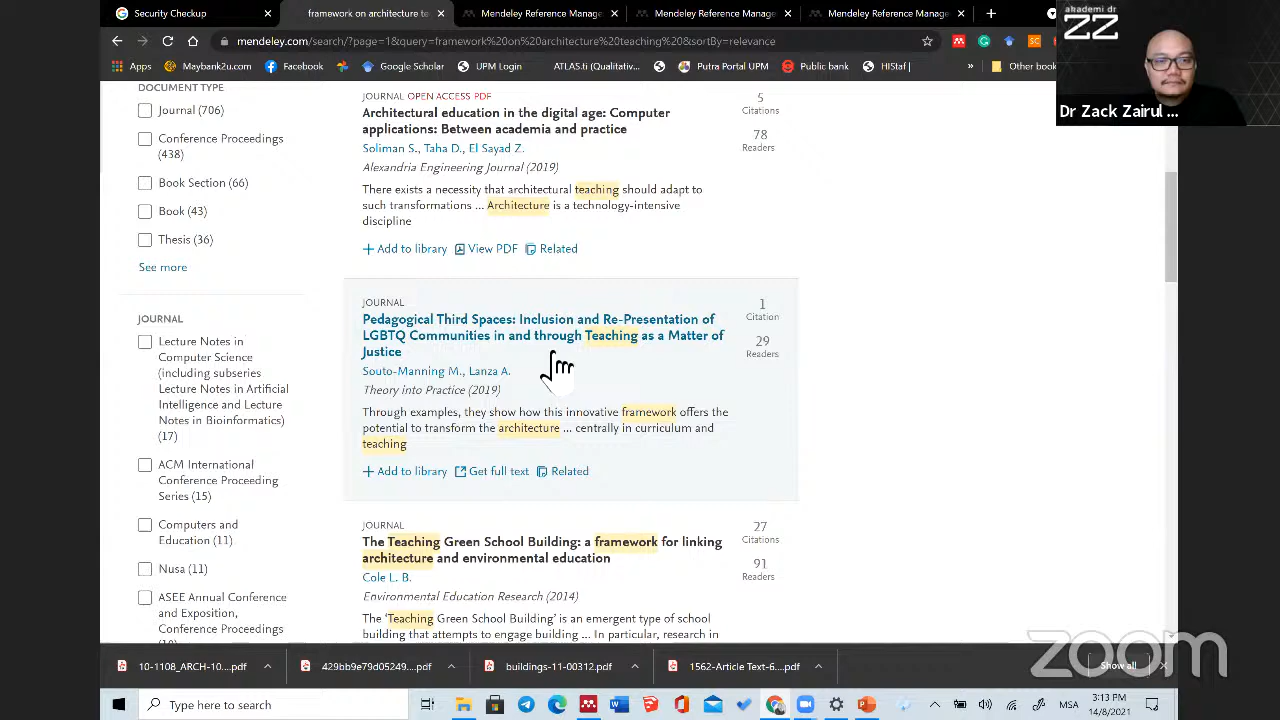 Security Checkup
framework on architecture te
Mendeley Reference Manage
Mendeley Reference Manager
Mendeley Reference Manager
mendeley.com/search/?page=1&query=framework%20on%20architecture%20teaching%20&sortBy=relevance
Apps
Maybank2u.com
Facebook
Google Scholar
UPM Login
ATLAS.ti (Qualitativ...
Putra Portal UPM
Public bank
HIStaf |
»
Other book
akademi dr
ZZ
Dr Zack Zairul ...
DOCUMENT TYPE
Journal (706)
Conference Proceedings
(438)
Book Section (66)
Book (43)
Thesis (36)
See more
JOURNAL
Lecture Notes in
Computer Science
(including subseries
Lecture Notes in Artificial
Intelligence and Lecture
Notes in Bioinformatics)
(17)
ACM International
Conference Proceeding
Series (15)
Computers and
Education (11)
Nusa (11)
ASEE Annual Conference
and Exposition,
Conference Proceedings
JOURNAL OPEN ACCESS PDF
Architectural education in the digital age: Computer
applications: Between academia and practice
Soliman S., Taha D., El Sayad Z.
Alexandria Engineering Journal (2019)
There exists a necessity that architectural teaching should adapt to
such transformations ... Architecture is a technology-intensive
discipline
Add to library View PDF Related
5
Citations
78
Readers
JOURNAL
Pedagogical Third Spaces: Inclusion and Re-Presentation of
LGBTQ Communities in and through Teaching as a Matter of
Justice
Souto-Manning M., Lanza A.
Theory into Practice (2019)
Through examples, they show how this innovative framework offers the
potential to transform the architecture ... centrally in curriculum and
teaching
Add to library Get full text Related
1
Citation
29
Readers
JOURNAL
The Teaching Green School Building: a framework for linking
architecture and environmental education
Cole L. B.
Environmental Education Research (2014)
The ‘Teaching Green School Building’ is an emergent type of school
building that attempts to engage building ... In particular, research in
27
Citations
91
Readers
zoom
10-1108_ARCH-10....pdf
429bb9e79d05249....pdf
buildings-11-00312.pdf
1562-Article Text-6....pdf
Show all
Type here to search
MSA
3:13 PM
14/8/2021